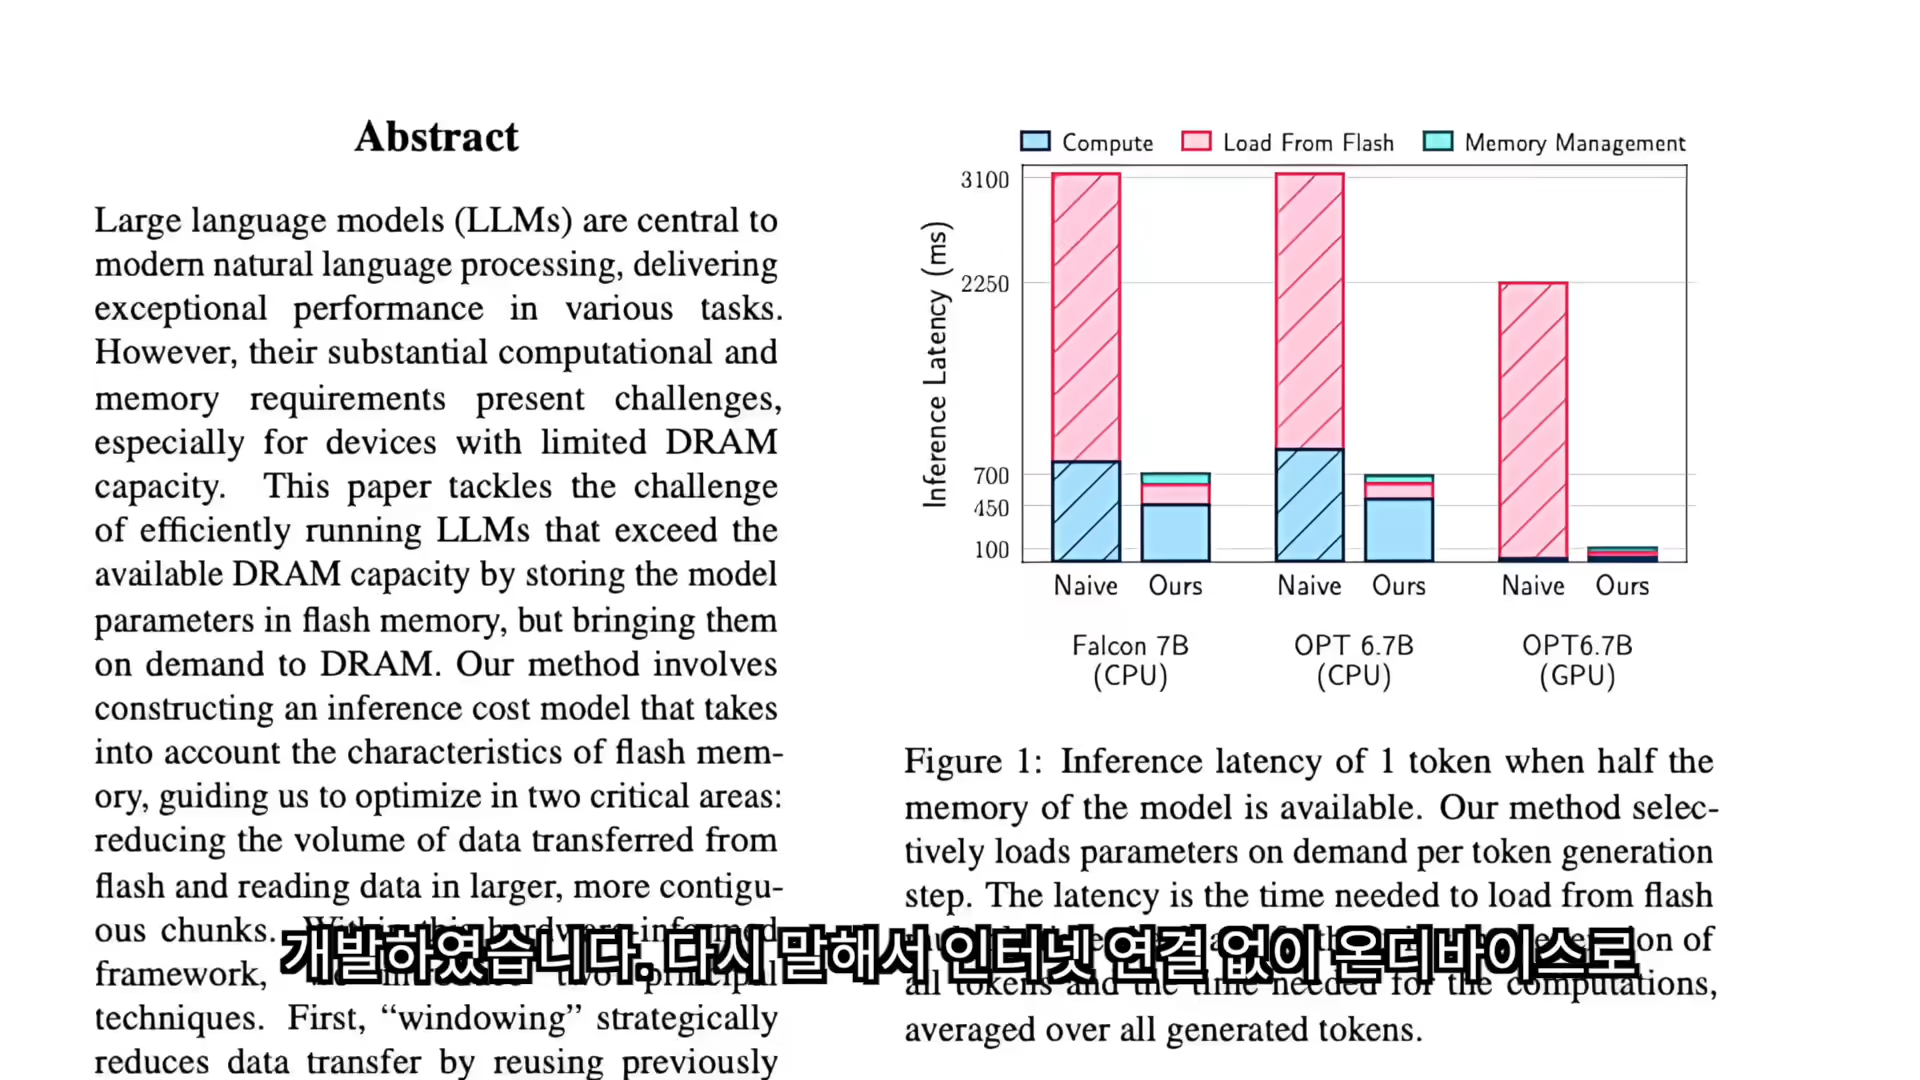 Abstract
Large language models (LLMs) are central to
modern natural language processing, delivering
exceptional performance in various tasks.
However, their substantial computational and
memory requirements present challenges,
especially for devices with limited DRAM
capacity. This paper tackles the challenge
of efficiently running LLMs that exceed the
available DRAM capacity by storing the model
parameters in flash memory, but bringing them
on demand to DRAM. Our method involves
constructing an inference cost model that takes
into account the characteristics of flash mem-
ory, guiding us to optimize in two critical areas:
reducing the volume of data transferred from
flash and reading data in larger, more contigu-
ous chunks. Within this hardware-informed
framework, we introduce two principal
techniques. First, “windowing” strategically
reduces data transfer by reusing previously
Compute Load From Flash Memory Management
Inference Latency (ms)
3100
2250
700
450
100
Naive Ours Naive Ours Naive Ours
Falcon 7B OPT 6.7B OPT6.7B
(CPU) (CPU) (GPU)
Figure 1: Inference latency of 1 token when half the
memory of the model is available. Our method selec-
tively loads parameters on demand per token generation
step. The latency is the time needed to load from flash
on of
all tokens and the time needed for the computations,
averaged over all generated tokens.
개발하였습니다. 다시 말해서 인터넷 연결 없이 온디바이스로